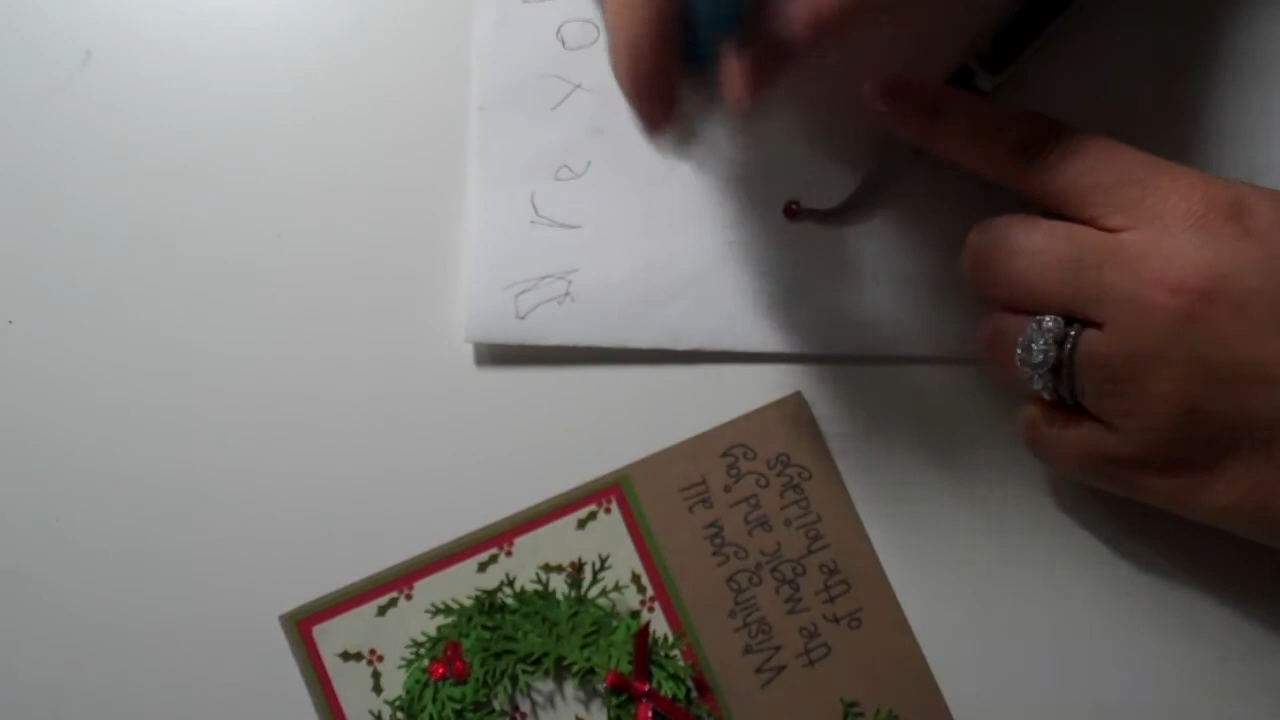 Wishing you all
the magic and joy
of the holidays